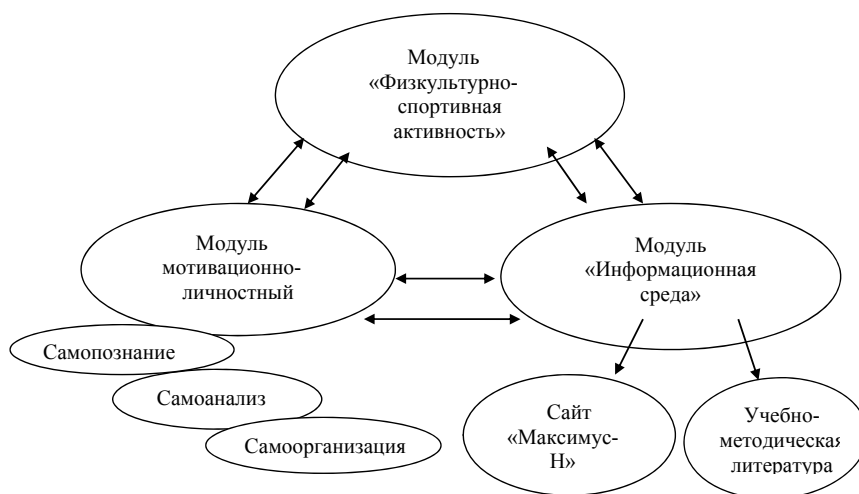 Модуль
«Физкультурно-
спортивная
активность»
Модуль
мотивационно-
личностный
Модуль
«Информационная
среда»
Самопознание
Самоанализ
Самоорганизация
Сайт
«Максимус-
Н»
Учебно-
методическая
литература